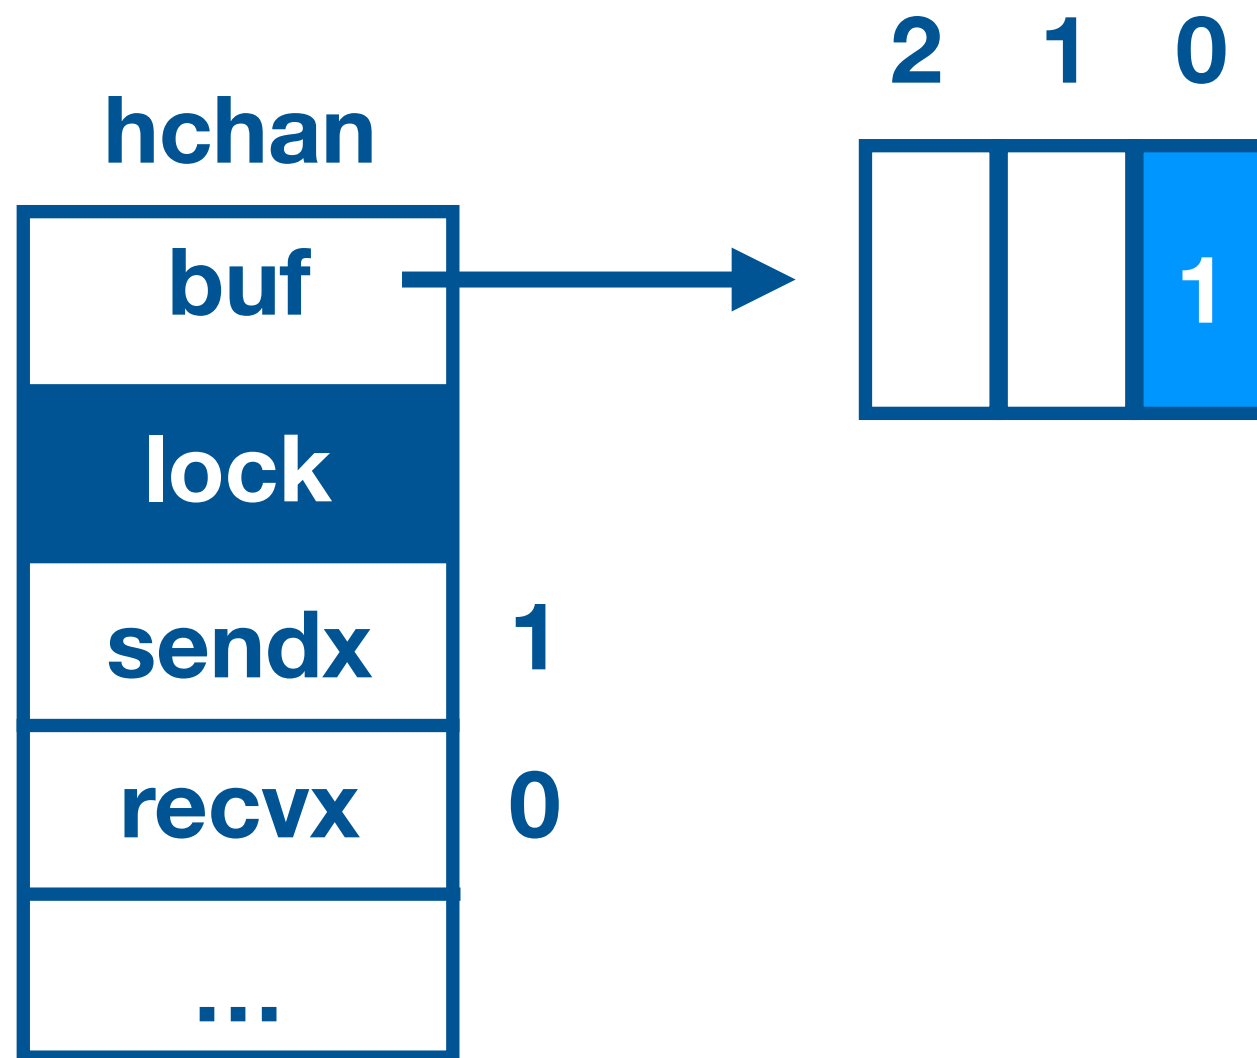 2 1 0
hchan
buf
1
lock
sendx 1
recvx 0
...